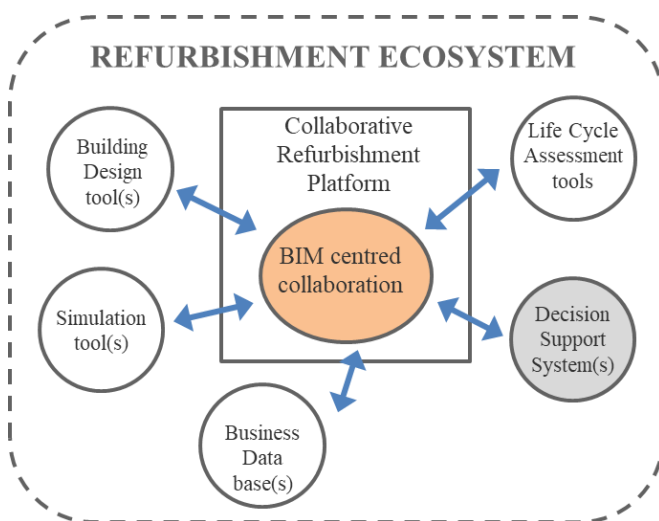 REFURBISHMENT ECOSYSTEM
Building
Design
tool(s)
Collaborative
Refurbishment
Platform
Life Cycle
Assessment
tools
BIM centred
collaboration
Simulation
tool(s)
Decision
Support
System(s)
Business
Data
base(s)